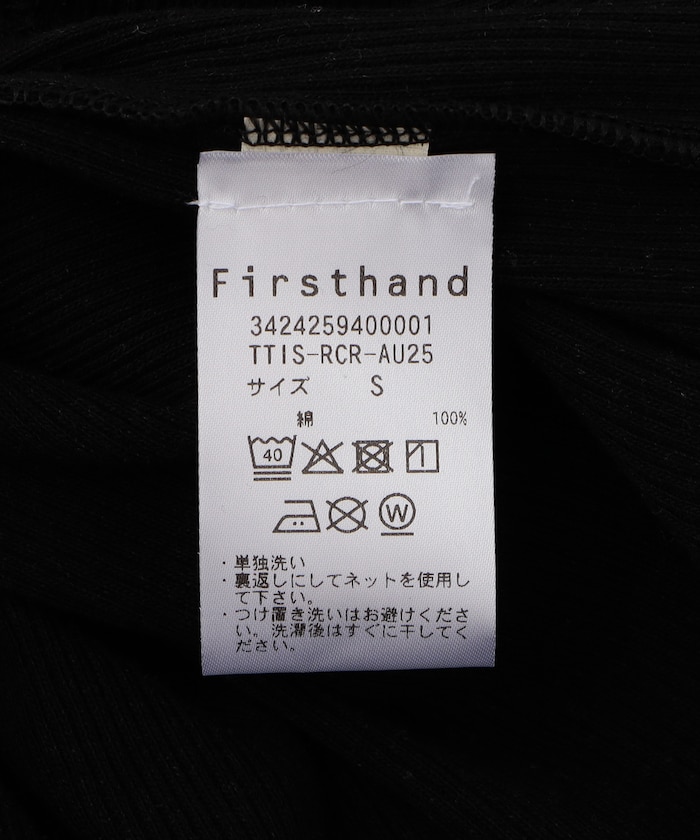 Firsthand
3424259400001
TTIS-RCR-AU25
サイズ S
綿 100%
40
W
・単独洗い
・裏返しにしてネットを使用し
て下さい。
・つけ置き洗いはお避けくださ
い。洗濯後はすぐに干してく
ださい。